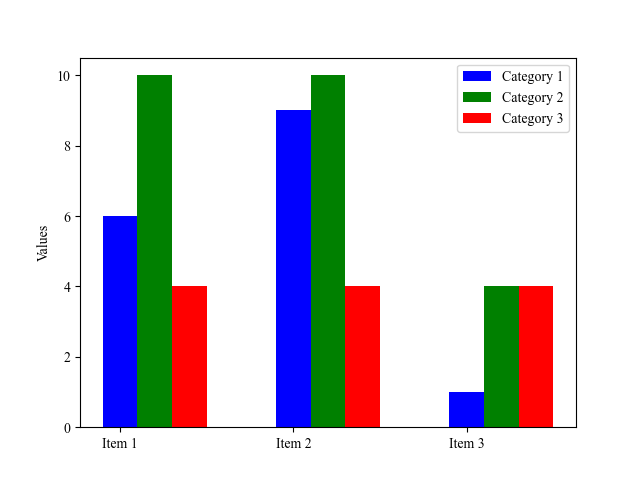 Category 1
Category 2
Category 3
Values
10
8
6
4
2
0
Item 1
Item 2
Item 3